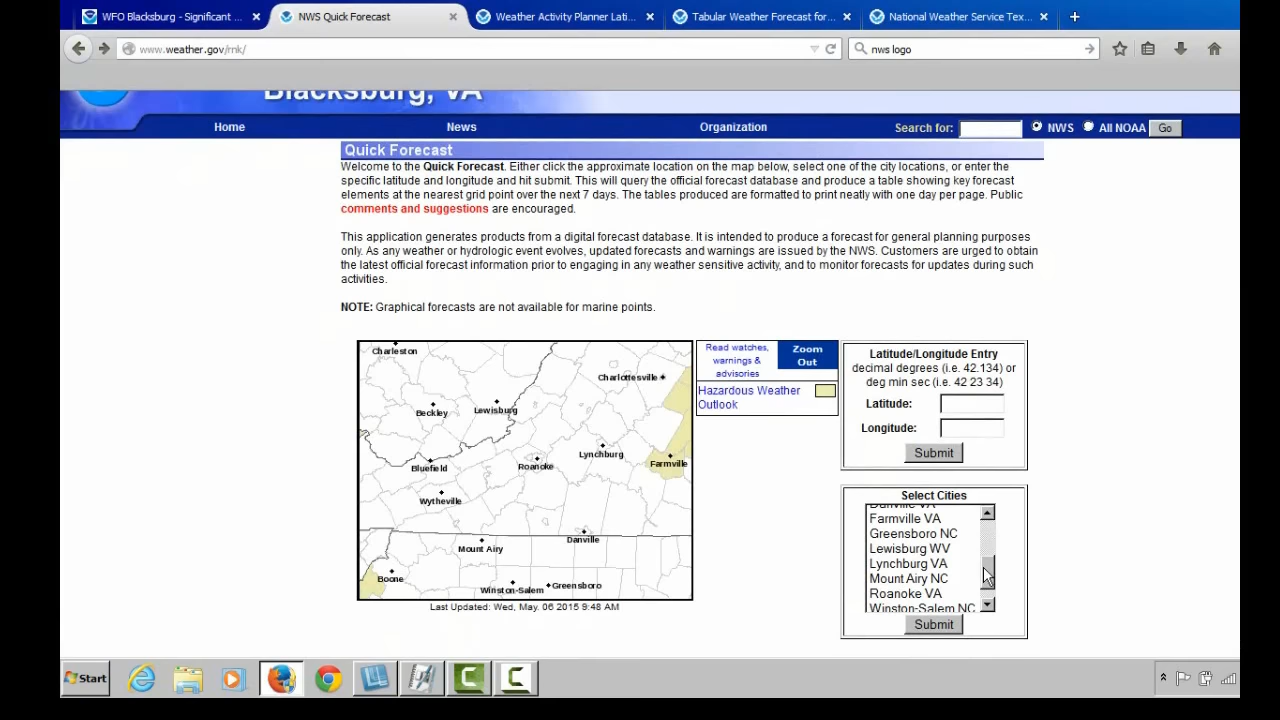 WFO Blacksburg - Significant ...
NWS Quick Forecast
Weather Activity Planner Lati...
Tabular Weather Forecast for...
National Weather Service Tex...
www.weather.gov/rnk/
nws logo
Blacksburg, VA
Home
News
Organization
Search for:
NWS
All NOAA
Go
Quick Forecast
Welcome to the Quick Forecast. Either click the approximate location on the map below, select one of the city locations, or enter the
specific latitude and longitude and hit submit. This will query the official forecast database and produce a table showing key forecast
elements at the nearest grid point over the next 7 days. The tables produced are formatted to print neatly with one day per page. Public
comments and suggestions are encouraged.
This application generates products from a digital forecast database. It is intended to produce a forecast for general planning purposes
only. As any weather or hydrologic event evolves, updated forecasts and warnings are issued by the NWS. Customers are urged to obtain
the latest official forecast information prior to engaging in any weather sensitive activity, and to monitor forecasts for updates during such
activities.
NOTE: Graphical forecasts are not available for marine points.
Charleston
Charlottesville
Beckley
Lewisburg
Lynchburg
Bluefield
Roanoke
Farmville
Wytheville
Danville
Mount Airy
Boone
Winston-Salem
Greensboro
Last Updated: Wed, May. 06 2015 9:48 AM
Read watches,
warnings &
advisories
Zoom
Out
Hazardous Weather
Outlook
Latitude/Longitude Entry
decimal degrees (i.e. 42.134) or
deg min sec (i.e. 42 23 34)
Latitude:
Longitude:
Submit
Select Cities
Danville VA
Farmville VA
Greensboro NC
Lewisburg WV
Lynchburg VA
Mount Airy NC
Roanoke VA
Winston-Salem NC
Submit
Start